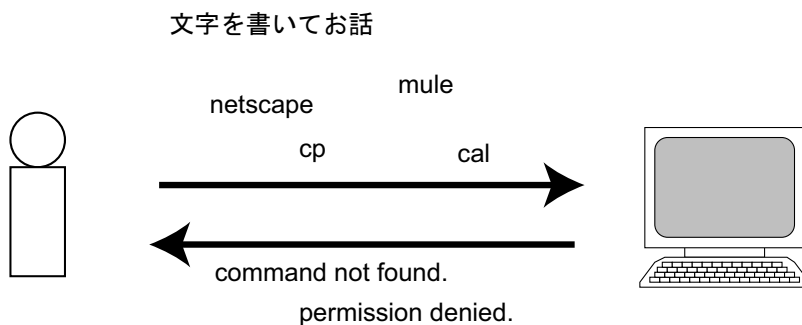 文字を書いてお話
mule
netscape
cp
cal
command not found.
permission denied.